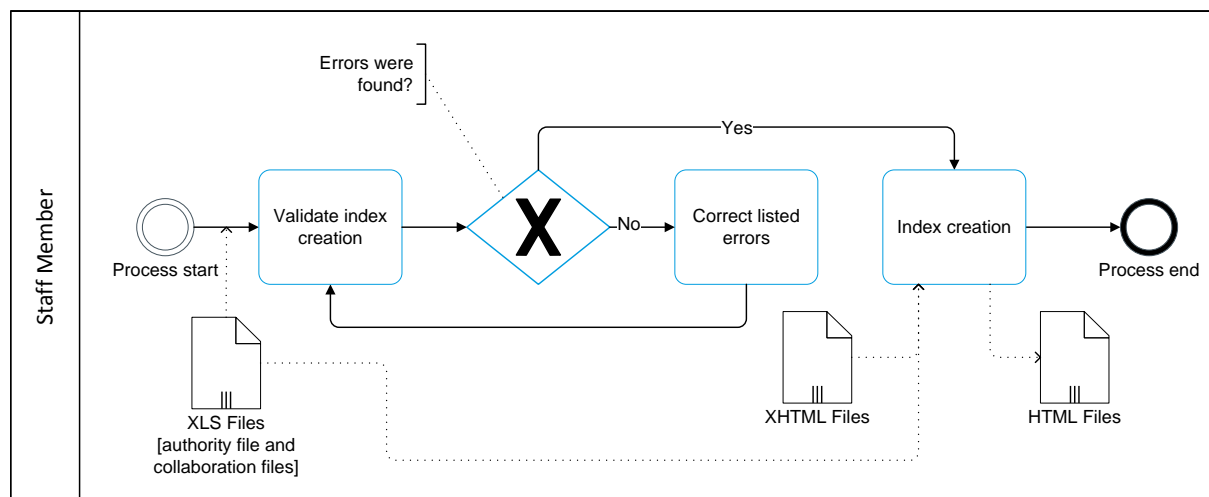 Staff Member
Errors were
found?
Yes
Process start
Validate index
creation
X
No
Correct listed
errors
Index creation
Process end
XLS Files
[authority file and
collaboration files]
XHTML Files
HTML Files